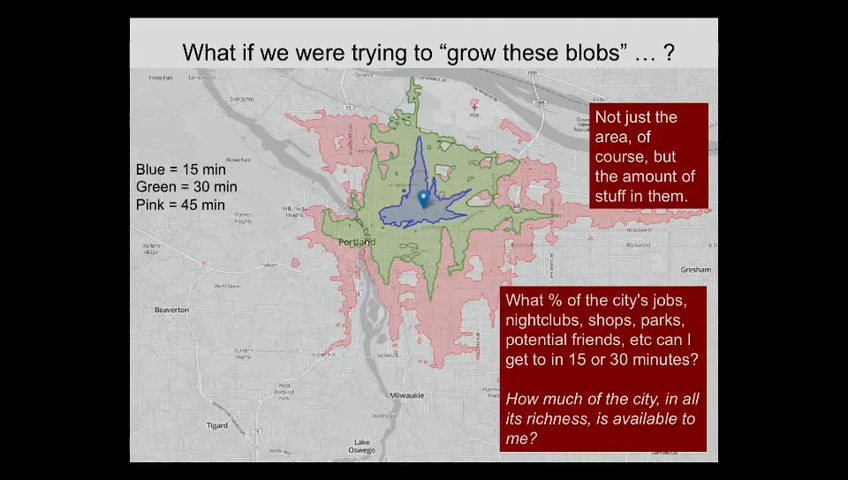 What if we were trying to “grow these blobs” … ?
Not just the
area, of
course, but
the amount of
stuff in them.
Blue = 15 min
Green = 30 min
Pink = 45 min
PDX
Portland
Gresham
Beaverton
What % of the city's jobs,
nightclubs, shops, parks,
potential friends, etc can I
get to in 15 or 30 minutes?
How much of the city, in all
its richness, is available to
me?
Milwaukie
Tigard
Lake
Oswego